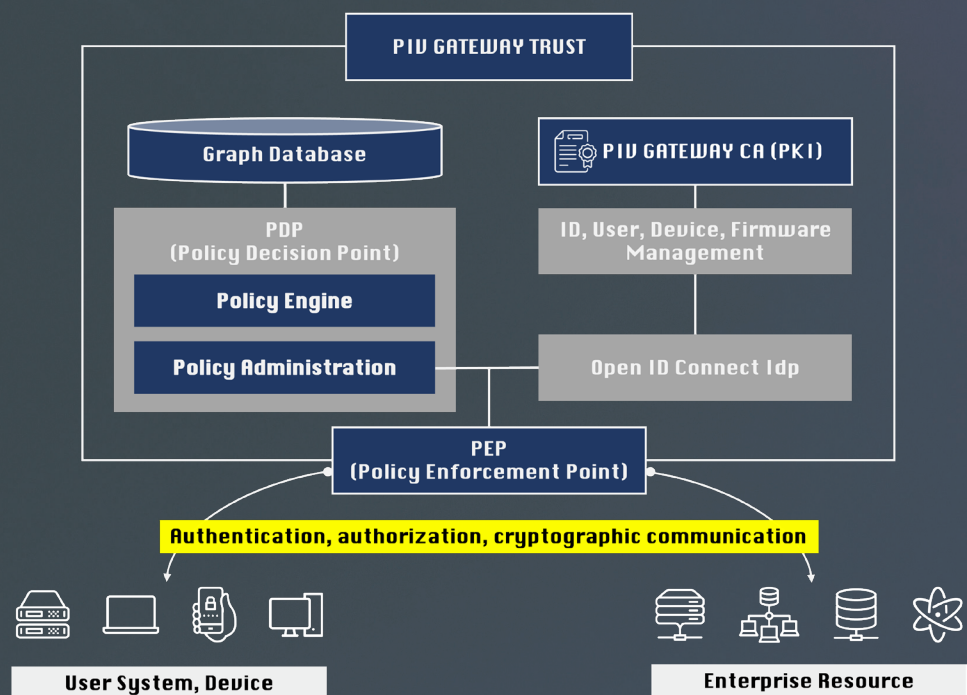 PIV GATEWAY TRUST
Graph Database
PIV GATEWAY CA (PKI)
PDP
(Policy Decision Point)
ID, User, Device, Firmware
Management
Policy Engine
Policy Administration
Open ID Connect Idp
PEP
(Policy Enforcement Point)
Authentication, authorization, cryptographic communication
User System, Device
Enterprise Resource